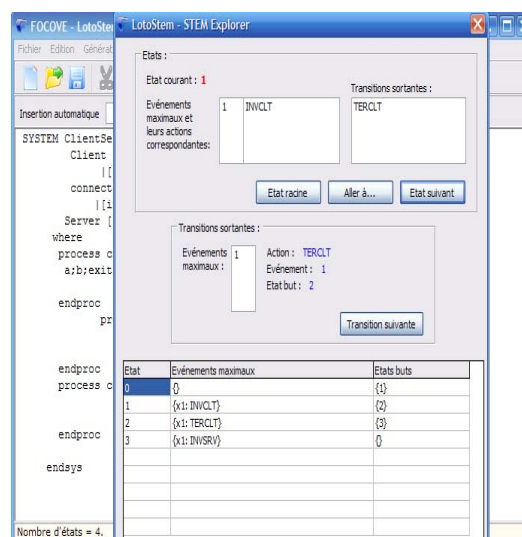 FOCOVE - LotoSte
LotoStem - STEM Explorer
Fichier Edition Générat
Insertion automatique
SYSTEM ClientSe
Client
|[
connect
|[i
Server [
where
process c
a;b;exit
endproc
pr
endproc
process c
endproc
endsys
Nombre d'états = 4.
Etats :
Etat courant : 1
Evénements maximaux et leurs actions correspondantes:
1 INVCLT
Transitions sortantes :
TERCLT
Etat racine Aller à... Etat suivant
Transitions sortantes :
Evénements maximaux :
1
Action : TERCLT
Evénement : 1
Etat but : 2
Transition suivante
Etat Evénements maximaux Etats buts
0 {} {1}
1 {x1: INVCLT} {2}
2 {x1: TERCLT} {3}
3 {x1: INVSRV} {}